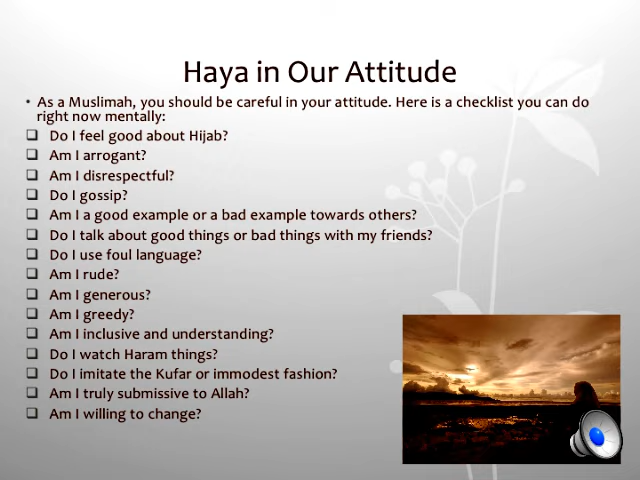 Haya in Our Attitude
• As a Muslimah, you should be careful in your attitude. Here is a checklist you can do
right now mentally:
❑ Do I feel good about Hijab?
❑ Am I arrogant?
❑ Am I disrespectful?
❑ Do I gossip?
❑ Am I a good example or a bad example towards others?
❑ Do I talk about good things or bad things with my friends?
❑ Do I use foul language?
❑ Am I rude?
❑ Am I generous?
❑ Am I greedy?
❑ Am I inclusive and understanding?
❑ Do I watch Haram things?
❑ Do I imitate the Kufar or immodest fashion?
❑ Am I truly submissive to Allah?
❑ Am I willing to change?